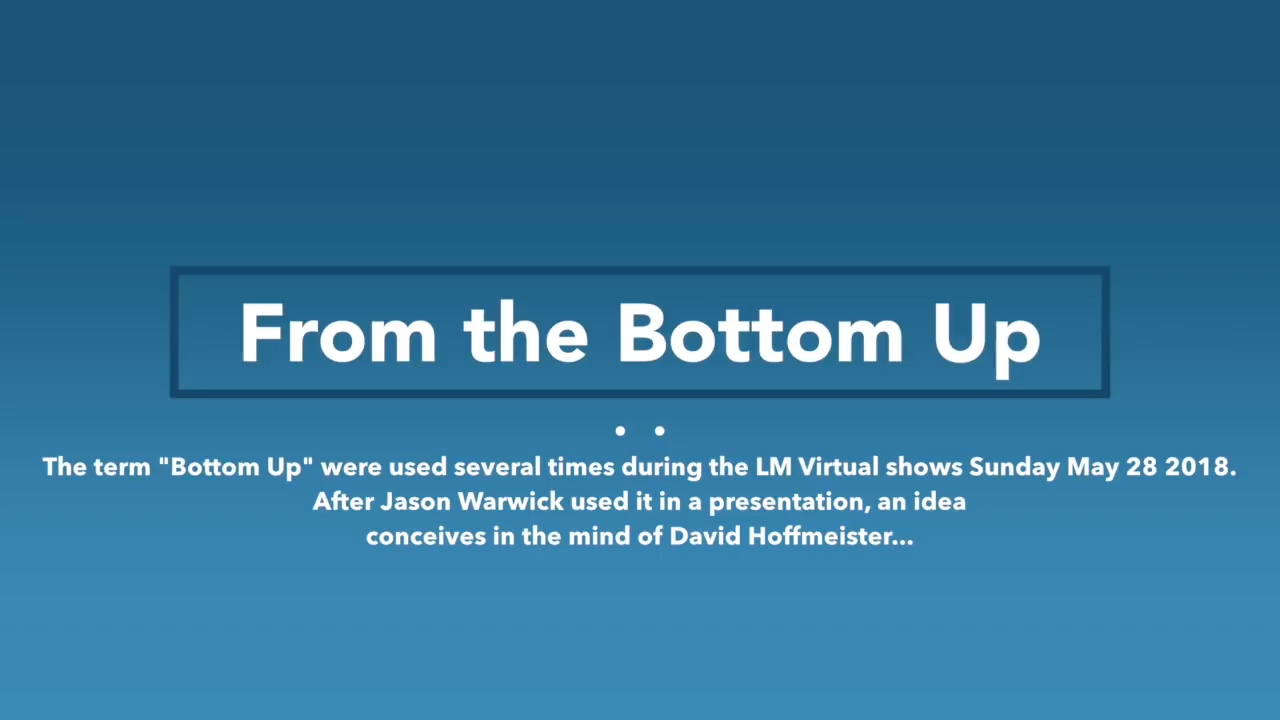 From the Bottom Up
The term "Bottom Up" were used several times during the LM Virtual shows Sunday May 28 2018.
After Jason Warwick used it in a presentation, an idea
conceives in the mind of David Hoffmeister...